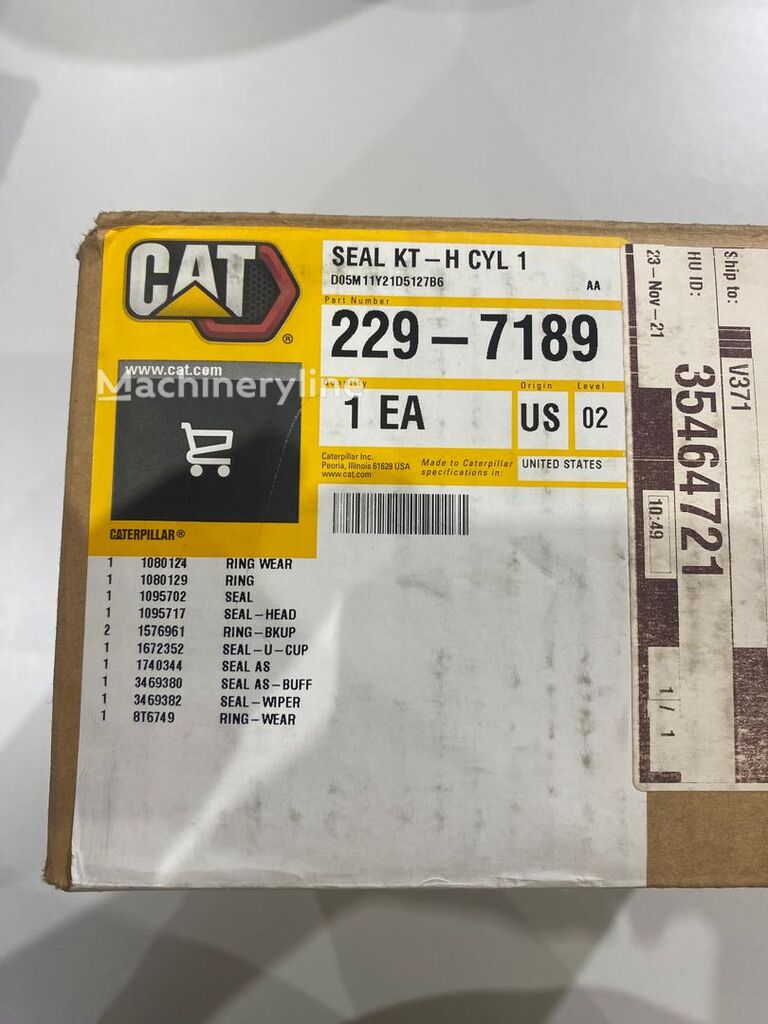 CAT
®
SEAL KT-H CYL 1
D05M11Y21D5127B6
AA
Part Number
229-7189
Quantity
1 EA
Origin
US
Level
02
www.cat.com
Machineryline
Caterpillar Inc.
Peoria, Illinois 61629 USA
www.cat.com
Made to Caterpillar
specifications in:
UNITED STATES
CATERPILLAR®
1 1080124 RING WEAR
1 1080129 RING
1 1095702 SEAL
1 1095717 SEAL-HEAD
2 1576961 RING-BKUP
1 1672352 SEAL-U-CUP
1 1740344 SEAL AS
1 3469380 SEAL AS-BUFF
1 3469382 SEAL-WIPER
1 8T6749 RING-WEAR
Ship to:
V371
HU ID:
35464721
23-Nov-21
10:49
1 / 1